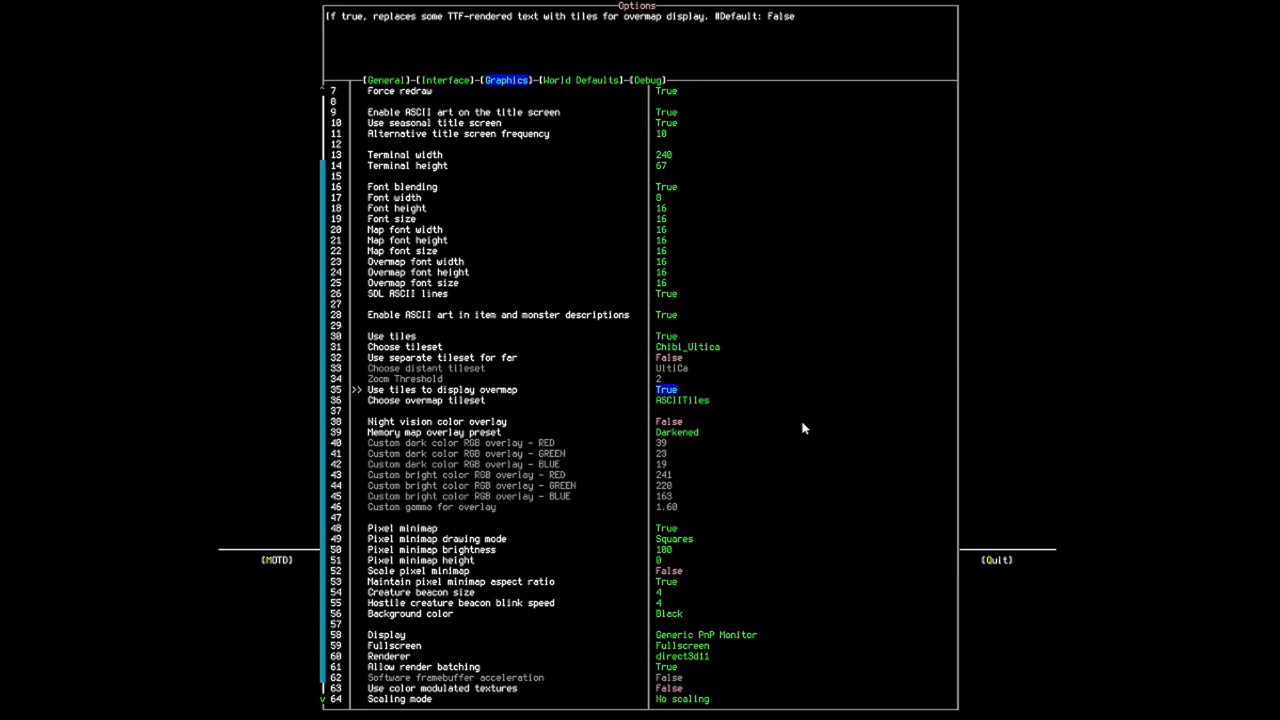 Options
If true, replaces some TTF-rendered text with tiles for overmap display. #Default: False
[General]-[Interface]-[Graphics]-[World Defaults]-[Debug]
^ 7 Force redraw True
8
9 Enable ASCII art on the title screen True
10 Use seasonal title screen True
11 Alternative title screen frequency 10
12
13 Terminal width 240
14 Terminal height 67
15
16 Font blending True
17 Font width 8
18 Font height 16
19 Font size 16
20 Map font width 16
21 Map font height 16
22 Map font size 16
23 Overmap font width 16
24 Overmap font height 16
25 Overmap font size 16
26 SDL ASCII lines True
27
28 Enable ASCII art in item and monster descriptions True
29
30 Use tiles True
31 Choose tileset Chibi_Ultica
32 Use separate tileset for far False
33 Choose distant tileset UltiCa
34 Zoom Threshold 2
35 >> Use tiles to display overmap True
36 Choose overmap tileset ASCIITiles
37
38 Night vision color overlay False
39 Memory map overlay preset Darkened
40 Custom dark color RGB overlay - RED 39
41 Custom dark color RGB overlay - GREEN 23
42 Custom dark color RGB overlay - BLUE 19
43 Custom bright color RGB overlay - RED 241
44 Custom bright color RGB overlay - GREEN 220
45 Custom bright color RGB overlay - BLUE 163
46 Custom gamma for overlay 1.60
47
48 Pixel minimap True
49 Pixel minimap drawing mode Squares
50 Pixel minimap brightness 100
51 Pixel minimap height 0
52 Scale pixel minimap False
53 Maintain pixel minimap aspect ratio True
54 Creature beacon size 4
55 Hostile creature beacon blink speed 4
56 Background color Black
57
58 Display Generic PnP Monitor
59 Fullscreen Fullscreen
60 Renderer direct3d11
61 Allow render batching True
62 Software framebuffer acceleration False
63 Use color modulated textures False
v 64 Scaling mode No scaling
[MOTD]
[Quit]